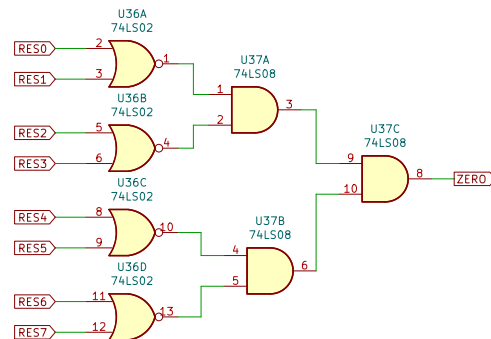 U36A
74LS02
RES0
2
1
RES1
3
U37A
74LS08
1
2
3
U36B
74LS02
RES2
5
4
RES3
6
U37C
74LS08
9
10
8
ZERO
U36C
74LS02
RES4
8
10
RES5
9
U37B
74LS08
4
5
6
U36D
74LS02
RES6
11
13
RES7
12